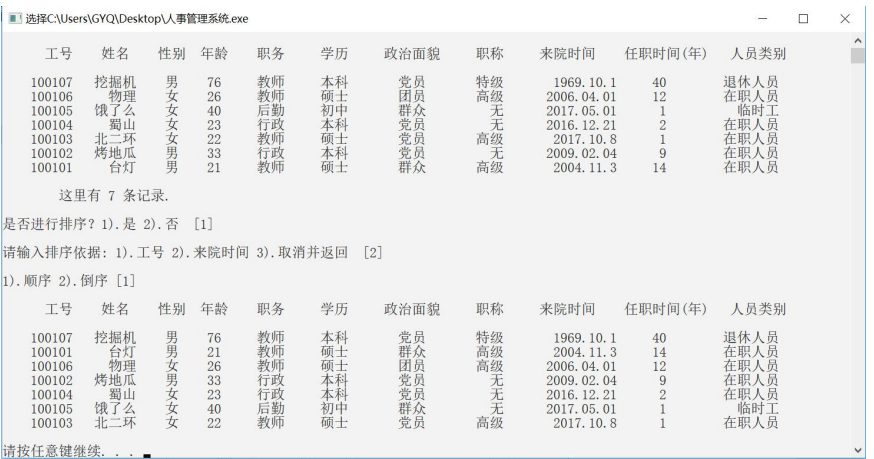 选择C:\Users\GYQ\Desktop\人事管理系统.exe
工号 姓名 性别 年龄 职务 学历 政治面貌 职称 来院时间 任职时间(年) 人员类别
100107 挖掘机 男 76 教师 本科 党员 特级 1969.10.1 40 退休人员
100106 物理 女 26 教师 硕士 团员 高级 2006.04.01 12 在职人员
100105 饿了么 女 40 后勤 初中 群众 无 2017.05.01 1 临时工
100104 蜀山 女 23 行政 本科 党员 无 2016.12.21 2 在职人员
100103 北二环 女 22 教师 硕士 党员 高级 2017.10.8 1 在职人员
100102 烤地瓜 男 33 行政 本科 党员 无 2009.02.04 9 在职人员
100101 台灯 男 21 教师 硕士 群众 高级 2004.11.3 14 在职人员
这里有 7 条记录.
是否进行排序? 1).是 2).否 [1]
请输入排序依据: 1).工号 2).来院时间 3).取消并返回 [2]
1).顺序 2).倒序 [1]
工号 姓名 性别 年龄 职务 学历 政治面貌 职称 来院时间 任职时间(年) 人员类别
100107 挖掘机 男 76 教师 本科 党员 特级 1969.10.1 40 退休人员
100101 台灯 男 21 教师 硕士 群众 高级 2004.11.3 14 在职人员
100106 物理 女 26 教师 硕士 团员 高级 2006.04.01 12 在职人员
100102 烤地瓜 男 33 行政 本科 党员 无 2009.02.04 9 在职人员
100104 蜀山 女 23 行政 本科 党员 无 2016.12.21 2 在职人员
100105 饿了么 女 40 后勤 初中 群众 无 2017.05.01 1 临时工
100103 北二环 女 22 教师 硕士 党员 高级 2017.10.8 1 在职人员
请按任意键继续. . .